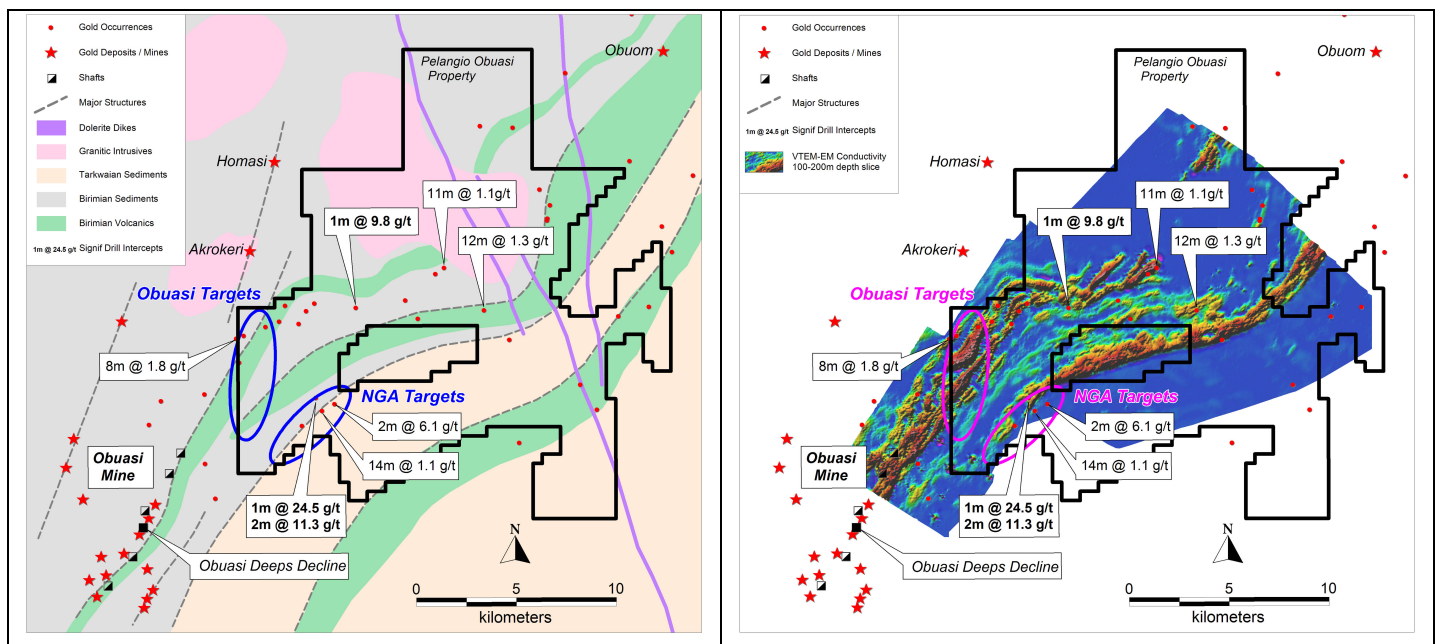 Gold Occurrences
Gold Deposits / Mines
Shafts
Major Structures
Dolerite Dikes
Granitic Intrusives
Tarkwaian Sediments
Birimian Sediments
Birimian Volcanics
1m @ 24.5 g/t Signif Drill Intercepts
Obuom
Pelangio Obuasi
Property
Homasi
11m @ 1.1g/t
1m @ 9.8 g/t
12m @ 1.3 g/t
Akrokeri
Obuasi Targets
8m @ 1.8 g/t
NGA Targets
2m @ 6.1 g/t
14m @ 1.1 g/t
Obuasi
Mine
1m @ 24.5 g/t
2m @ 11.3 g/t
N
Obuasi Deeps Decline
0 5 10
kilometers
Gold Occurrences
Gold Deposits / Mines
Shafts
Major Structures
1m @ 24.5 g/t Signif Drill Intercepts
VTEM-EM Conductivity
100-200m depth slice
Obuom
Pelangio Obuasi
Property
Homasi
11m @ 1.1g/t
1m @ 9.8 g/t
12m @ 1.3 g/t
Akrokeri
Obuasi Targets
8m @ 1.8 g/t
NGA Targets
2m @ 6.1 g/t
14m @ 1.1 g/t
Obuasi
Mine
1m @ 24.5 g/t
2m @ 11.3 g/t
N
Obuasi Deeps Decline
0 5 10
kilometers